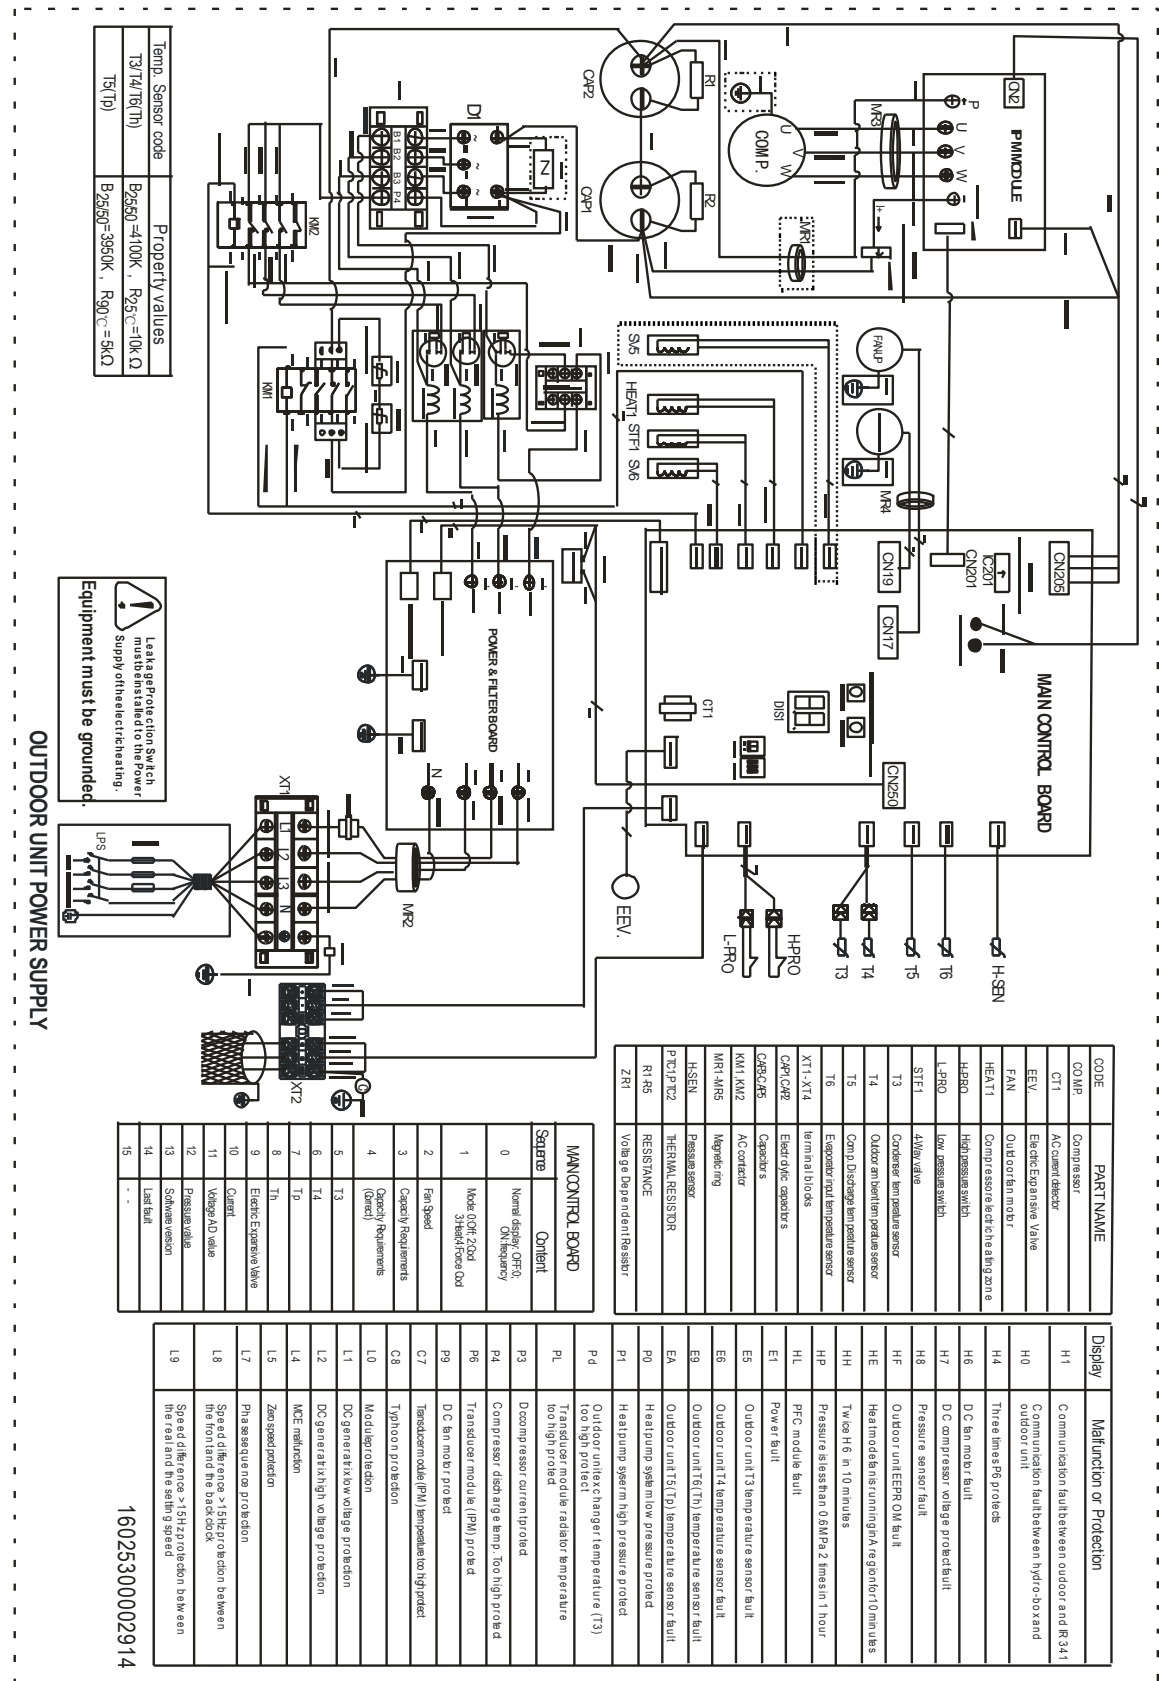 IPM MODULE
CN2
P
U
V
W
MR3
COMP.
U
V
W
MR1
I+
R1
R2
CAP2
CAP1
D1
Z
B1
B2
B3
P4
KM2
KM1
Temp. Sensor code
Property values
T3/T4/T6(Th)
B25/50=4100K , R25℃=10kΩ
T5(Tp)
B25/50=3950K , R90℃=5kΩ
SV5
HEAT1
STF1
SV6
FANUP
MR4
CN19
CN17
CN201
IC201
CN205
MAIN CONTROL BOARD
POWER & FILTER BOARD
N
CT1
DIS1
CN250
EEV.
L-PRO
H-PRO
T3
T4
T5
T6
H-SEN
MR2
XT1
L1
L2
L3
N
XT2
LPS
Leakage Protection Switch
must be installed to the Power
Supply of the electric heating.
Equipment must be grounded.
OUTDOOR UNIT POWER SUPPLY
CODE PART NAME
COMP. Compressor
CT1 AC current detector
EEV. Electric Expansive Valve
FAN Outdoor fan motor
HEAT1 Compressor electric heating zone
H-PRO High pressure switch
L-PRO Low pressure switch
STF1 4-Way valve
T3 Condenser temperature sensor
T4 Outdoor ambient temperature sensor
T5 Comp. Discharge temperature sensor
T6 Evaporator input temperature sensor
XT1-XT4 terminal blocks
CAP1,CAP2 Electrolytic capacitors
CAP3-CAP5 Capacitors
KM1,KM2 AC contactor
MR1-MR5 Magnetic ring
H-SEN Pressure sensor
PTC1,PTC2 THERMAL RESISTOR
R1-R5 RESISTANCE
ZR1 Voltage Dependent Resistor
MAIN CONTROL BOARD
Sequence Content
0 Normal display: OFF:0;
ON:frequency
1 Mode: 0:Off; 2:Cool
3:Heat;4:Force Cool
2 Fan Speed
3 Capacity Requirements
4 Capacity Requirements
(Correct)
5 T3
6 T4
7 Tp
8 Th
9 Electric Expansive Valve
10 Current
11 Voltage AD value
12 Pressure value
13 Software version
14 Last fault
15 - -
Display Malfunction or Protection
H1 Communication fault between oudoor and IR341
H0 Communication fault between hydro-box and
outdoor unit
H4 Three times P6 protects
H6 DC fan motor fault
H7 DC compressor voltage protect fault
H8 Pressure sensor fault
HF Outdoor unit EEPROM fault
HE Heat mode fan is running in A region for 10 minutes
HH Twice H6 in 10 minutes
HP Pressure is less than 0.6MPa 2 times in 1 hour
HL PFC module fault
E1 Power fault
E5 Outdoor unit T3 temperature sensor fault
E6 Outdoor unit T4 temperature sensor fault
E9 Outdoor unit T6(Th) temperature sensor fault
EA Outdoor unit T5(Tp) temperature sensor fault
P0 Heat pump system low pressure protect
P1 Heat pump syserm high pressure protect
Pd Outdoor unit exchanger temperature (T3)
too high protect
PL Transducer module radiator temperature
too high protect
P3 Dc compressor current protect
P4 Compressor discharge temp. Too high protect
P6 Transducer module (IPM) protect
P9 DC fan motor protect
C7 Transducer module (IPM) temperature too high protect
C8 Typhoon protection
L0 Module protection
L1 DC generatrix low voltage protection
L2 DC generatrix high voltage protection
L4 MCE malfunction
L5 Zero speed protection
L7 Phase sequence protection
L8 Speed difference >15Hz protection between
the front and the back clock
L9 Speed difference >15Hz protection between
the real and the setting speed
16025300002914